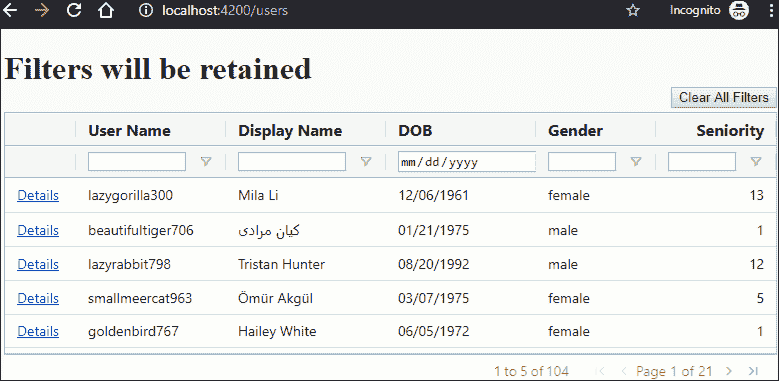 localhost:4200/users Incognito
Filters will be retained
Clear All Filters
User Name Display Name DOB Gender Seniority
mm/dd/yyyy
Details lazygorilla300 Mila Li 12/06/1961 female 13
Details beautifultiger706 کیان مرادی 01/21/1975 male 1
Details lazyrabbit798 Tristan Hunter 08/20/1992 male 12
Details smallmeercat963 Ömür Akgül 03/07/1975 female 5
Details goldenbird767 Hailey White 06/05/1972 female 1
1 to 5 of 104 Page 1 of 21